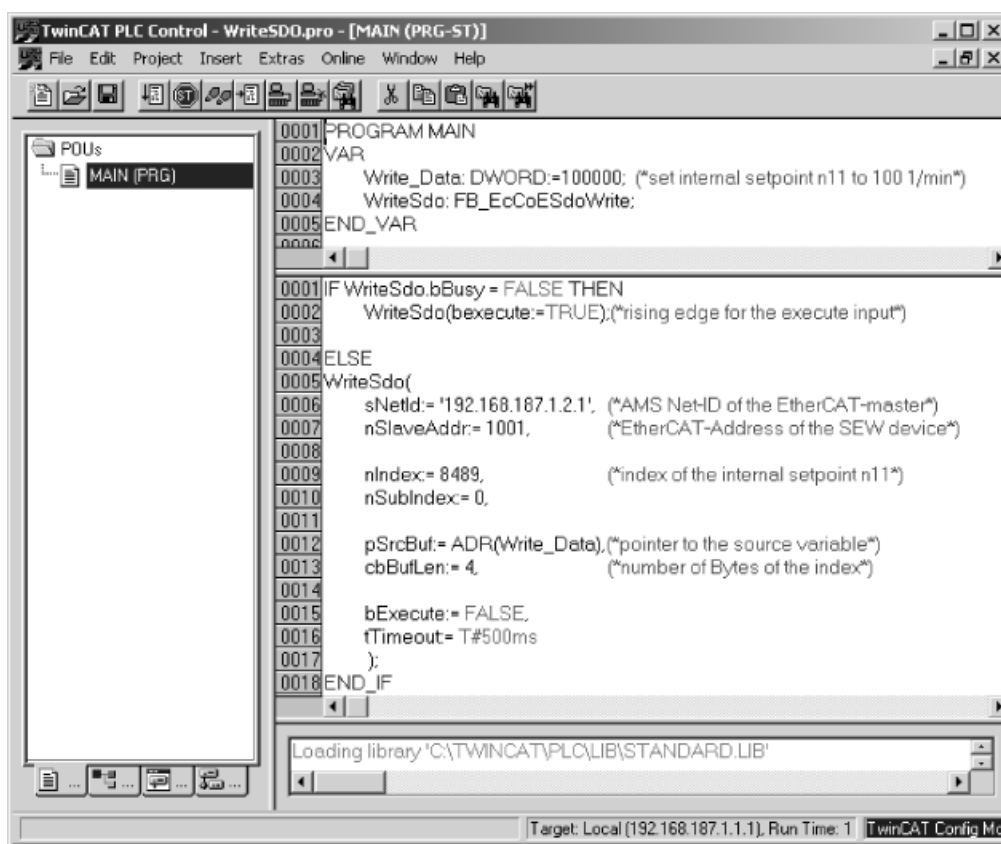 TwinCAT PLC Control - WriteSDO.pro - [MAIN (PRG-ST)]
File Edit Project Insert Extras Online Window Help
POUs
MAIN (PRG)
0001 PROGRAM MAIN
0002 VAR
0003 Write_Data: DWORD:=100000; (*set internal setpoint n11 to 100 1/min*)
0004 WriteSdo: FB_EcCoESdoWrite;
0005 END_VAR
0006
0001 IF WriteSdo.bBusy = FALSE THEN
0002 WriteSdo(bexecute:=TRUE);(*rising edge for the execute input*)
0003
0004 ELSE
0005 WriteSdo(
0006 sNetId:= '192.168.187.1.2.1', (*AMS Net-ID of the EtherCAT-master*)
0007 nSlaveAddr:= 1001, (*EtherCAT-Address of the SEW device*)
0008
0009 nIndex:= 8489, (*index of the internal setpoint n11*)
0010 nSubIndex:= 0,
0011
0012 pSrcBuf:= ADR(Write_Data),(*pointer to the source variable*)
0013 cbBufLen:= 4, (*number of Bytes of the index*)
0014
0015 bExecute:= FALSE,
0016 tTimeout:= T#500ms
0017 );
0018 END_IF
Loading library 'C:\TWINCAT\PLC\LIB\STANDARD.LIB'
... ... ... ...
Target: Local (192.168.187.1.1.1), Run Time: 1 TwinCAT Config Mo